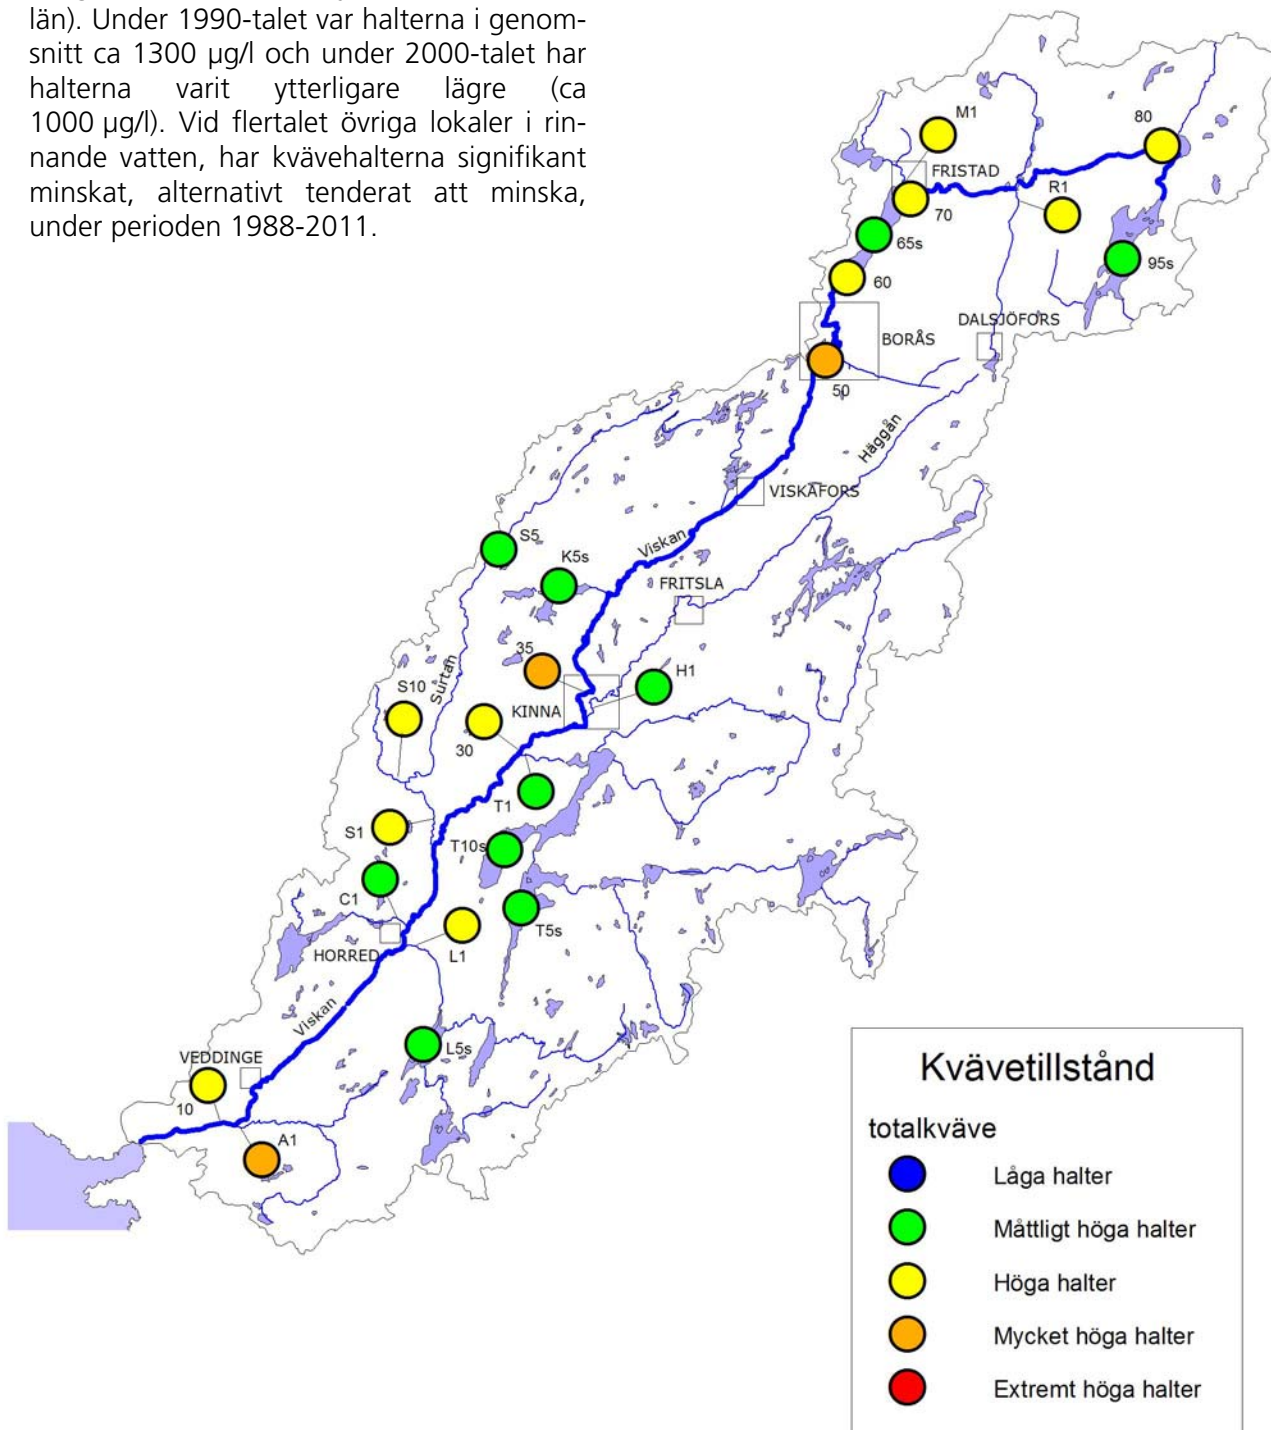 län). Under 1990-talet var halterna i genom-
snitt ca 1300 µg/l och under 2000-talet har
halterna varit ytterligare lägre (ca
1000 µg/l). Vid flertalet övriga lokaler i rin-
nande vatten, har kvävehalterna signifikant
minskat, alternativt tenderat att minska,
under perioden 1988-2011.
M1
80
FRISTAD
R1
70
65s
95s
60
DALSJÖFORS
BORÅS
50
Häggån
VISKAFORS
S5
Viskan
K5s
FRITSLA
35
H1
S10
Surtan
KINNA
30
T1
S1
T10s
C1
T5s
HORRED
L1
Viskan
L5s
VEDDINGE
10
A1
Kvävetillstånd
totalkväve
Låga halter
Måttligt höga halter
Höga halter
Mycket höga halter
Extremt höga halter